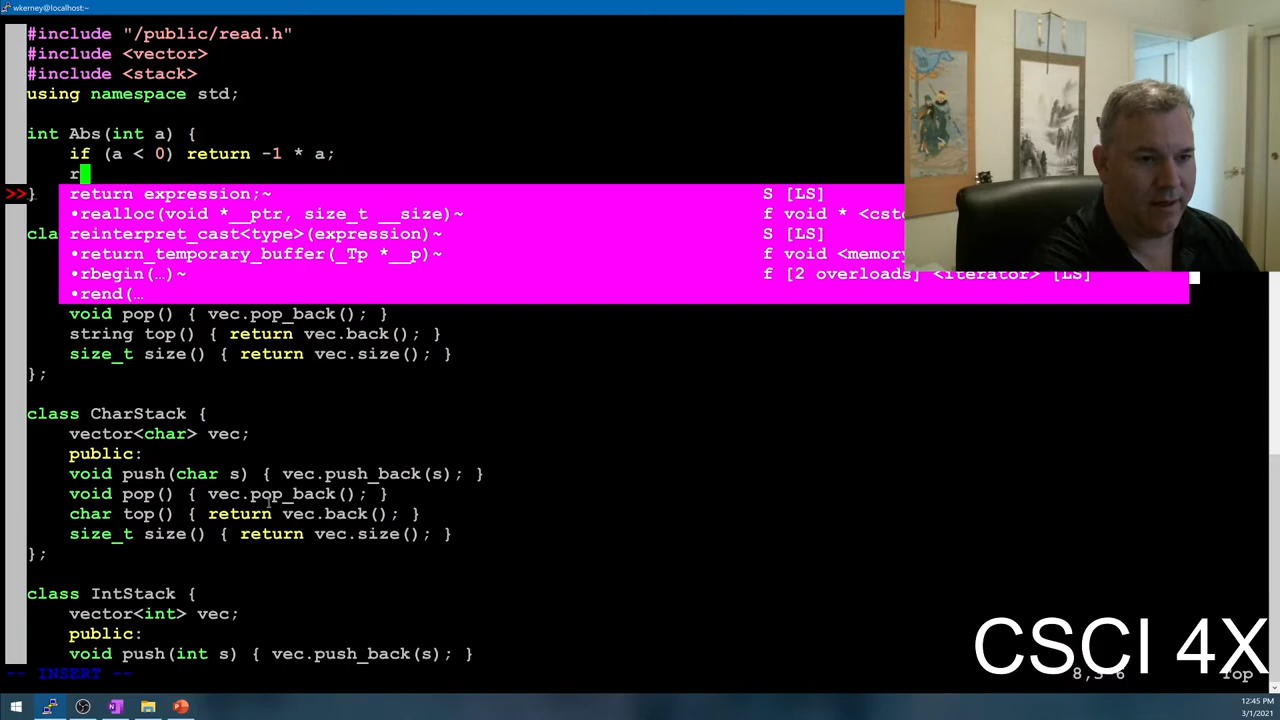 wkerney@localhost:~
#include "/public/read.h"
#include <vector>
#include <stack>
using namespace std;
int Abs(int a) {
if (a < 0) return -1 * a;
r
>>}
return expression;~ S [LS]
•realloc(void *__ptr, size_t __size)~ f void * <cstd
cla reinterpret_cast<type>(expression)~ S [LS]
•return_temporary_buffer(_Tp *__p)~ f void <memory
•rbegin(…)~ f [2 overloads] <iterator> [LS]
•rend(…
void pop() { vec.pop_back(); }
string top() { return vec.back(); }
size_t size() { return vec.size(); }
};
class CharStack {
vector<char> vec;
public:
void push(char s) { vec.push_back(s); }
void pop() { vec.pop_back(); }
char top() { return vec.back(); }
size_t size() { return vec.size(); }
};
class IntStack {
vector<int> vec;
public:
void push(int s) { vec.push_back(s); }
-- INSERT --
Top
CSCI 4X
12:45 PM
3/1/2021